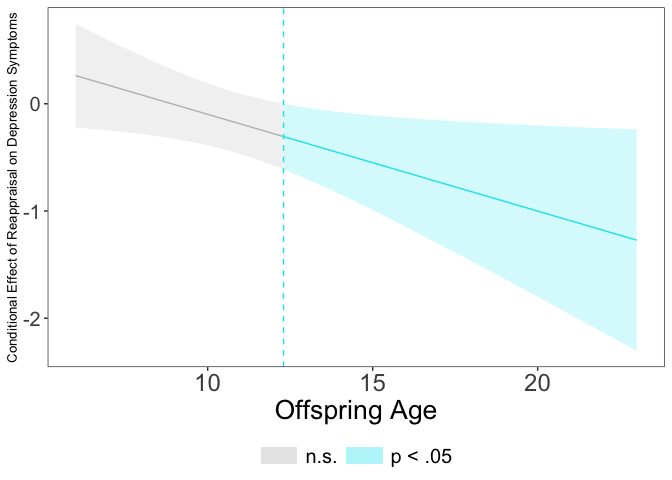 Conditional Effect of Reappraisal on Depression Symptoms
0
-1
-2
10 15 20
Offspring Age
n.s. p < .05